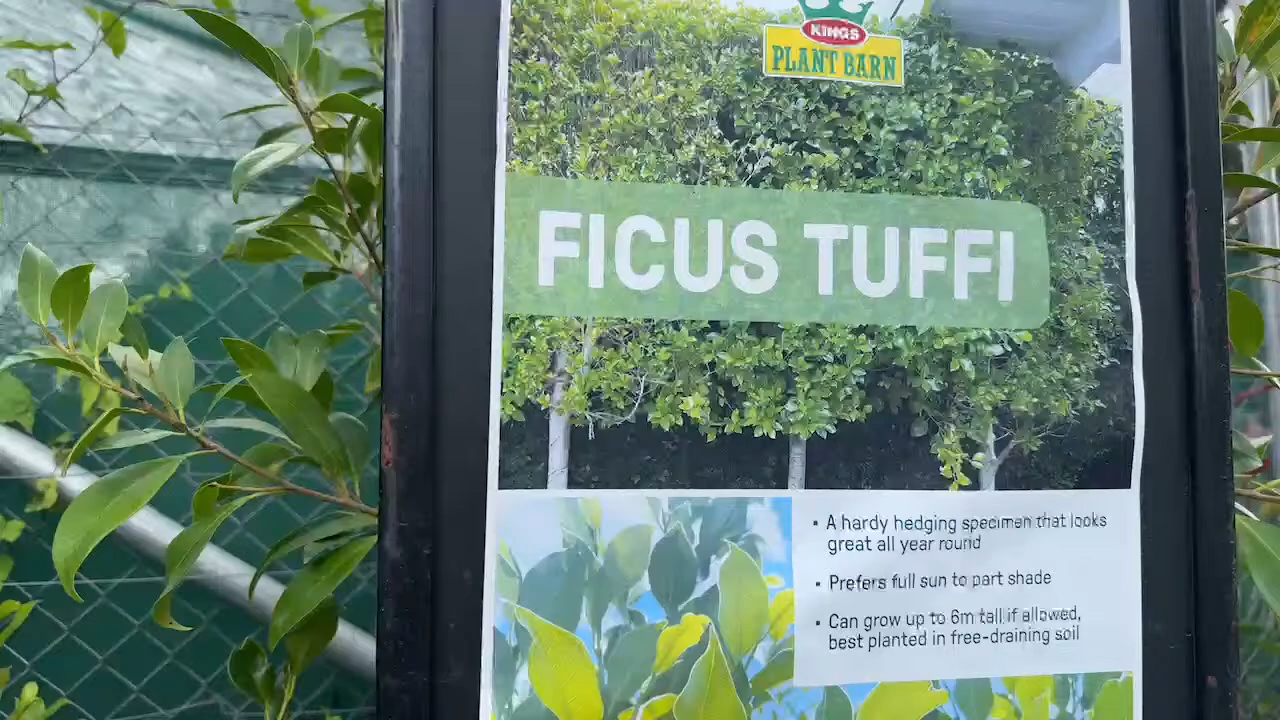 KINGS
PLANT BARN
FICUS TUFFI
• A hardy hedging specimen that looks
great all year round
• Prefers full sun to part shade
• Can grow up to 6m tall if allowed,
best planted in free-draining soil